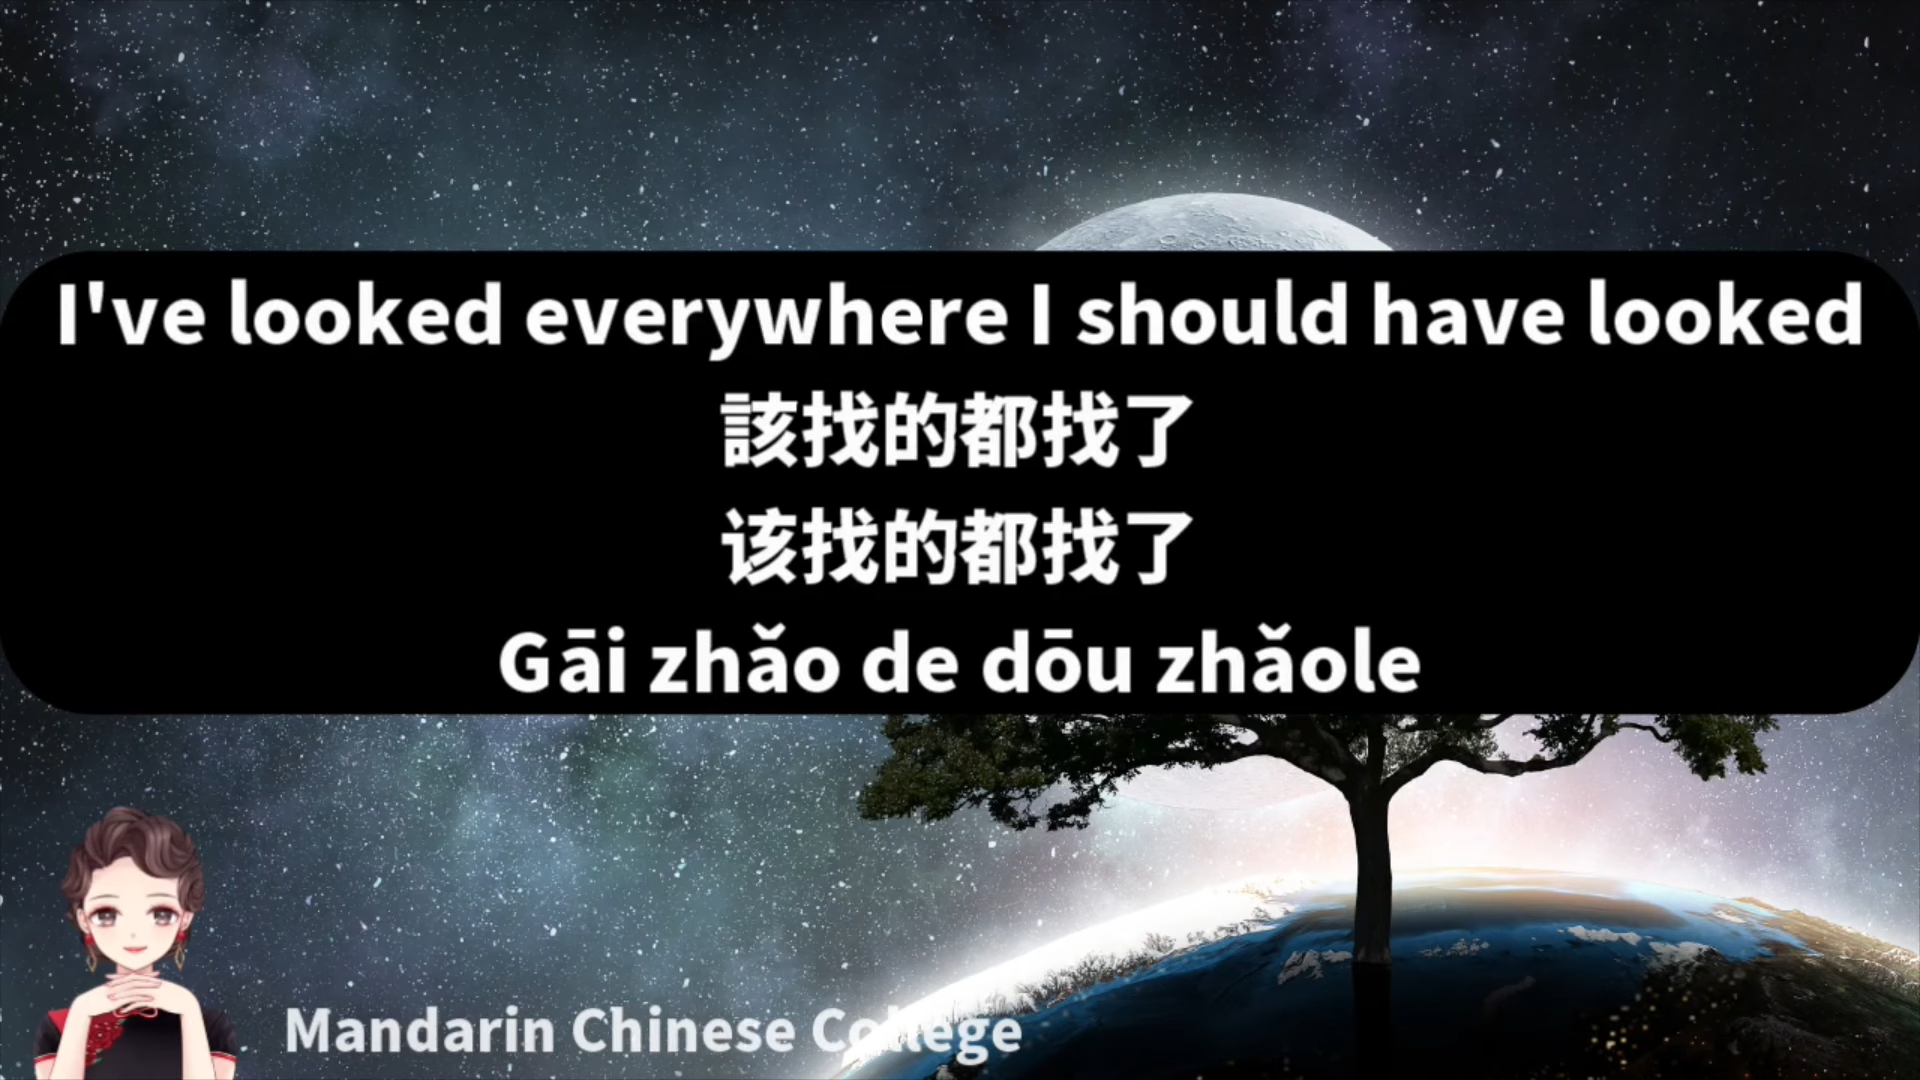 I've looked everywhere I should have looked
該找的都找了
该找的都找了
Gāi zhǎo de dōu zhǎole
Mandarin Chinese College